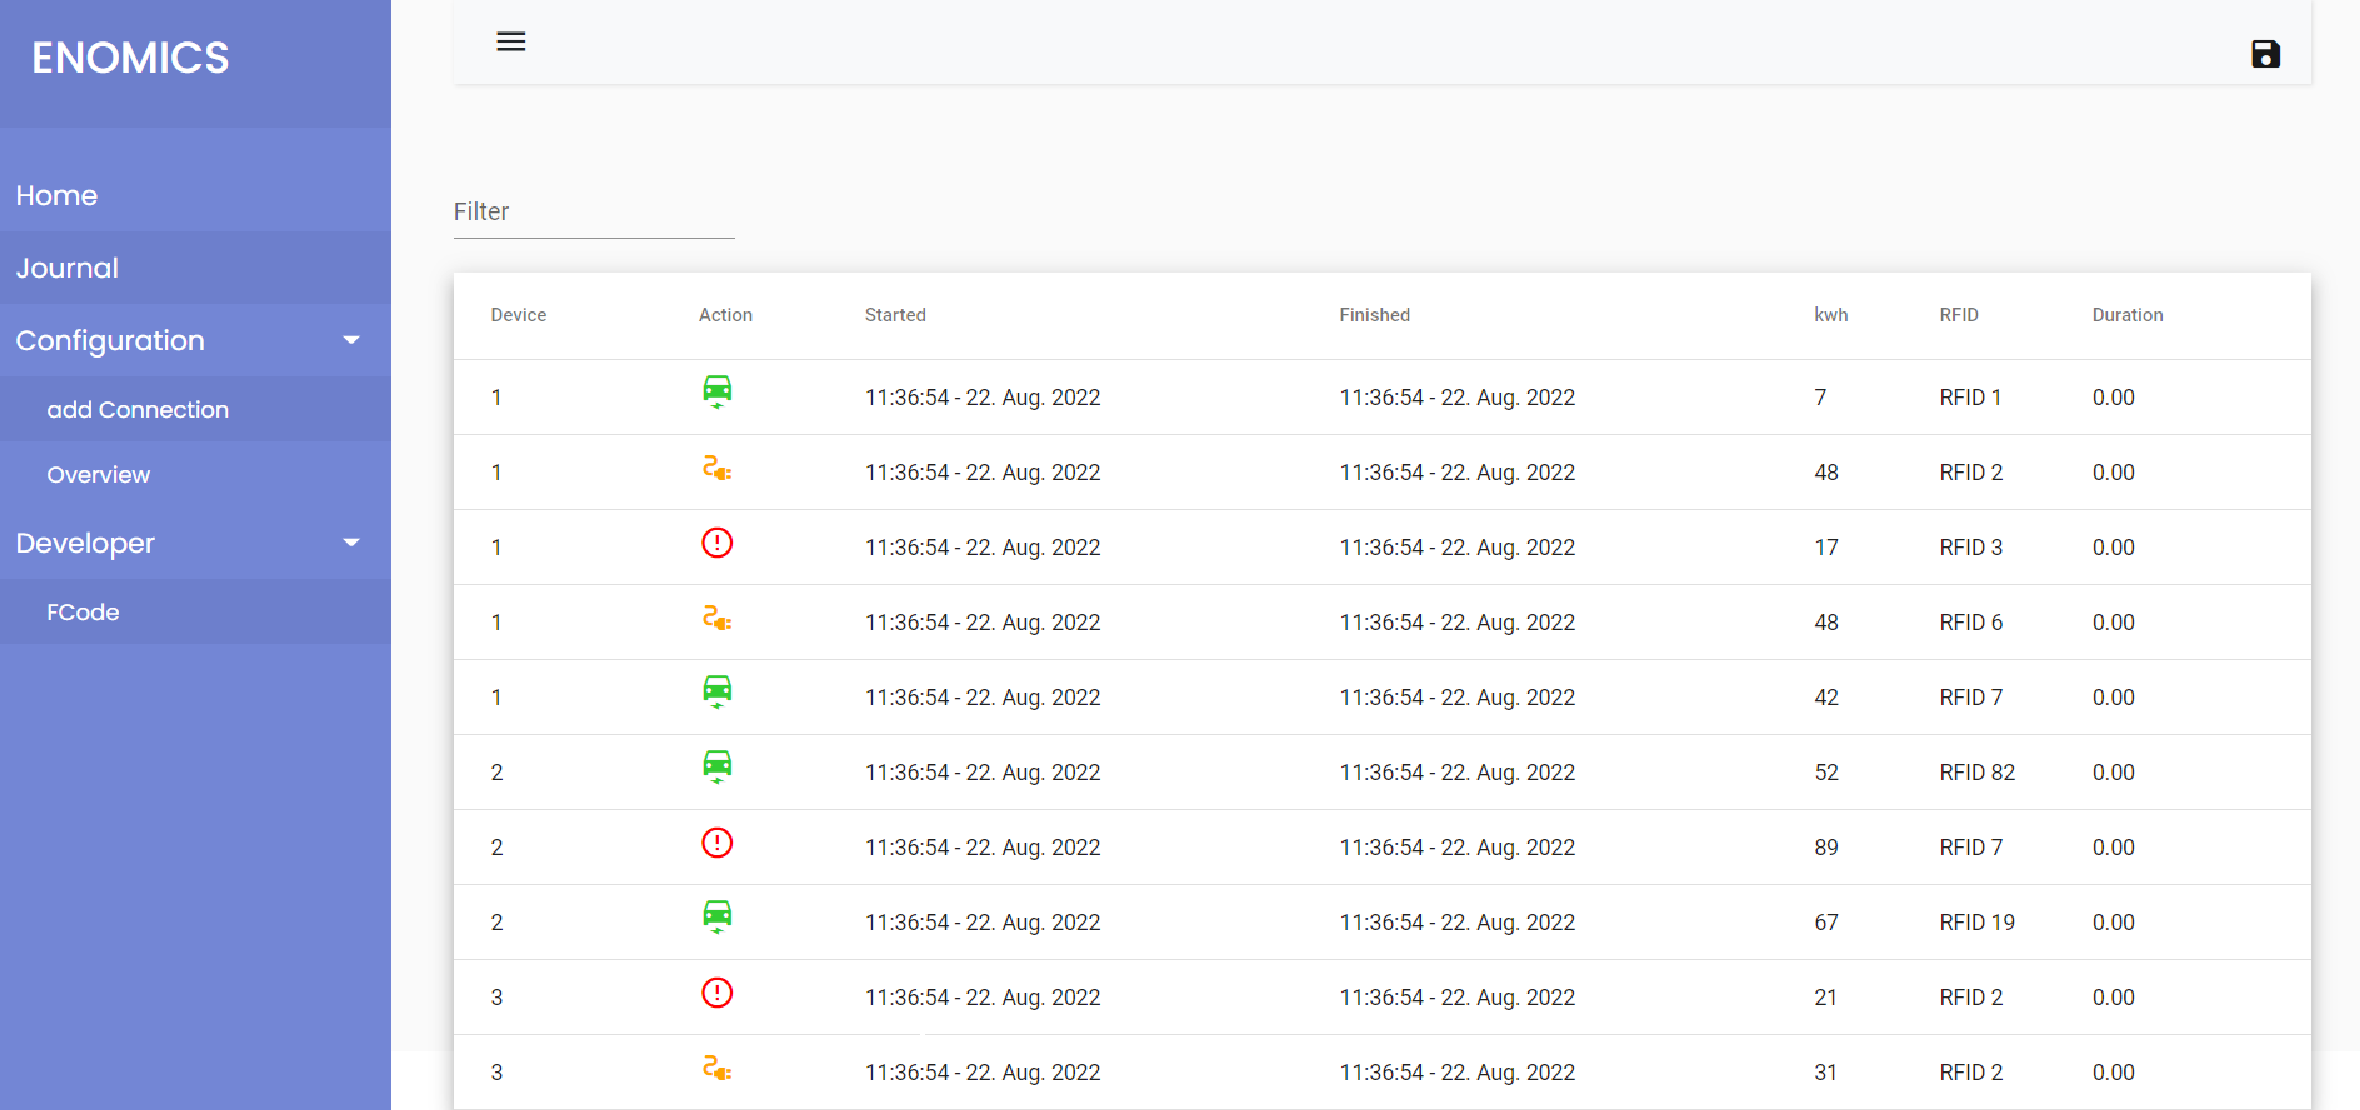 ENOMICS
Home
Journal
Configuration
add Connection
Overview
Developer
FCode
Filter
Device Action Started Finished kwh RFID Duration
1 11:36:54 - 22. Aug. 2022 11:36:54 - 22. Aug. 2022 7 RFID 1 0.00
1 11:36:54 - 22. Aug. 2022 11:36:54 - 22. Aug. 2022 48 RFID 2 0.00
1 11:36:54 - 22. Aug. 2022 11:36:54 - 22. Aug. 2022 17 RFID 3 0.00
1 11:36:54 - 22. Aug. 2022 11:36:54 - 22. Aug. 2022 48 RFID 6 0.00
1 11:36:54 - 22. Aug. 2022 11:36:54 - 22. Aug. 2022 42 RFID 7 0.00
2 11:36:54 - 22. Aug. 2022 11:36:54 - 22. Aug. 2022 52 RFID 82 0.00
2 11:36:54 - 22. Aug. 2022 11:36:54 - 22. Aug. 2022 89 RFID 7 0.00
2 11:36:54 - 22. Aug. 2022 11:36:54 - 22. Aug. 2022 67 RFID 19 0.00
3 11:36:54 - 22. Aug. 2022 11:36:54 - 22. Aug. 2022 21 RFID 2 0.00
3 11:36:54 - 22. Aug. 2022 11:36:54 - 22. Aug. 2022 31 RFID 2 0.00